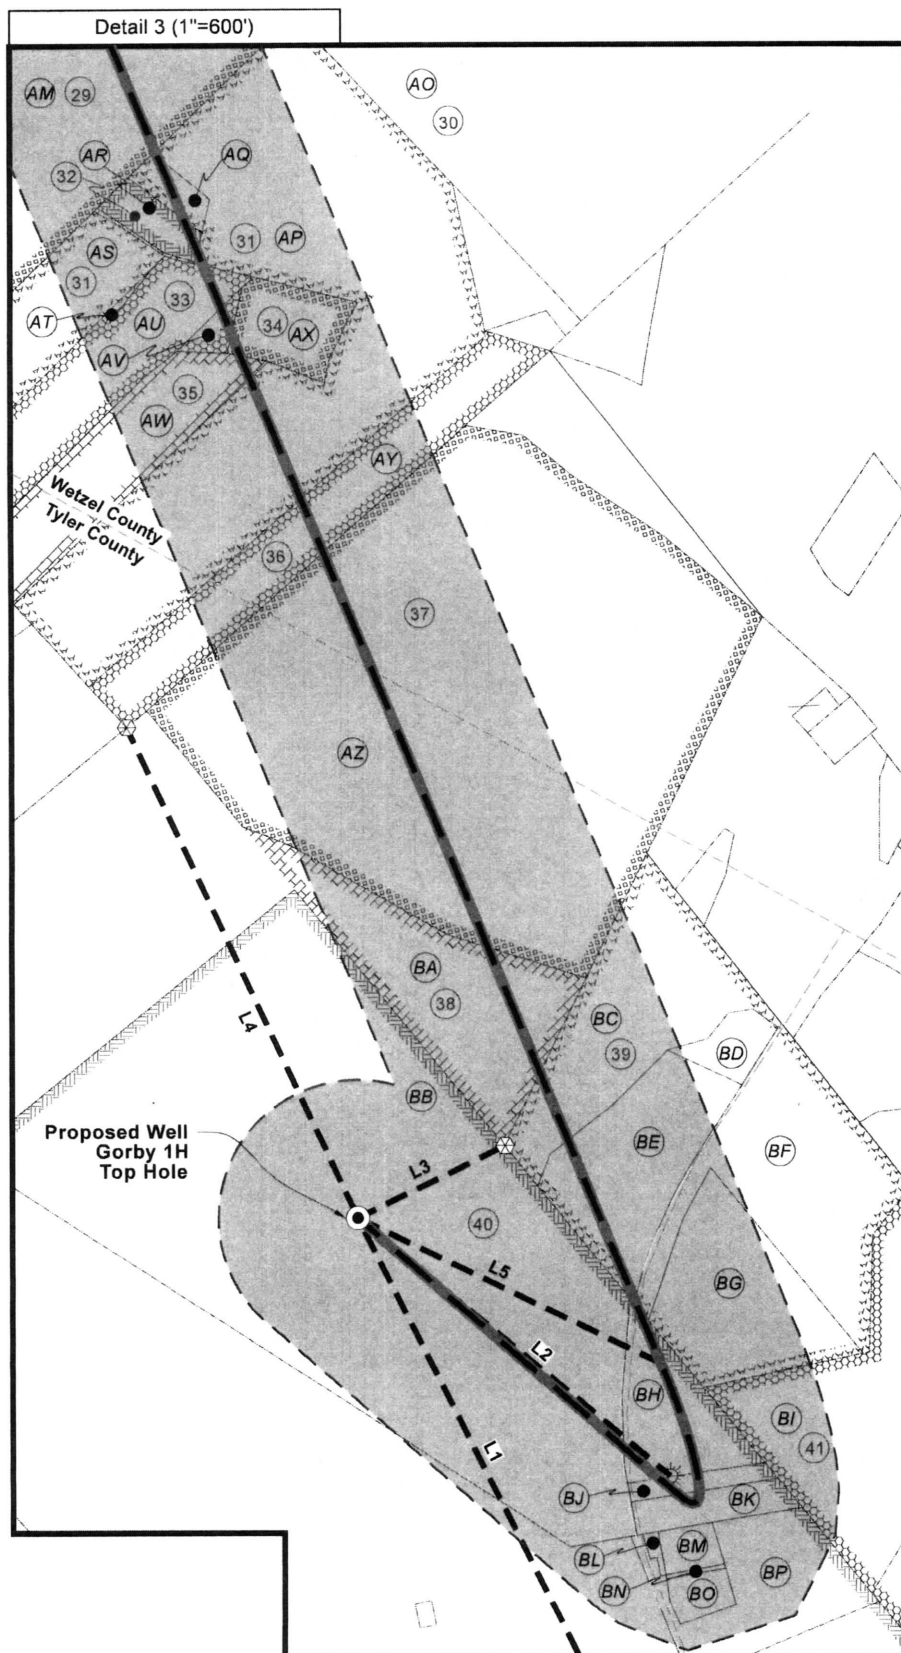 Detail 3 (1"=600')
AM 29
AO
30
AR
AQ
32
31 AP
AS
31
33
AT
AU
34 AX
AV
35
AW
AY
Wetzel County
Tyler County
36
37
AZ
BA
38
L4
BC
39
BD
BB
Proposed Well
Gorby 1H
Top Hole
BE
BF
L3
40
L5
BG
L2
BH
BI
41
L1
BJ
BK
BL
BM
BN
BO
BP